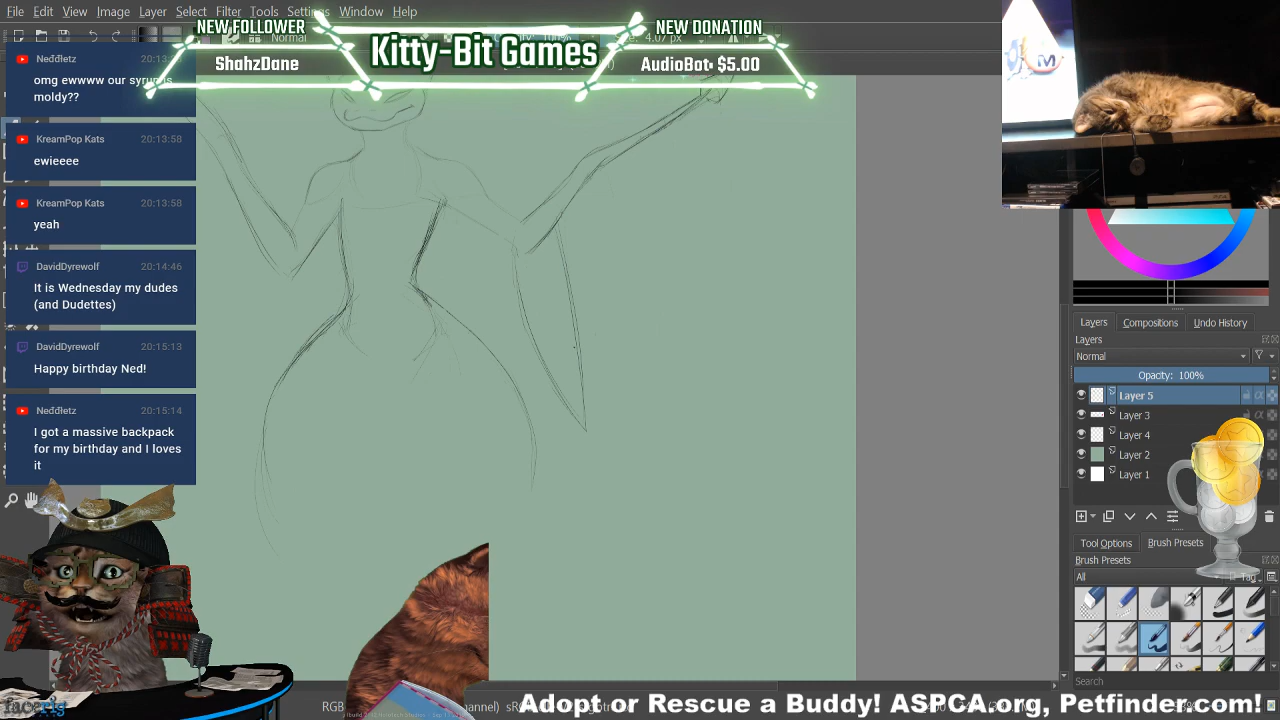 File Edit View Image Layer Select Filter Tools Settings Window Help
NEW FOLLOWER
ShahzDane
Kitty-Bit Games
NEW DONATION
AudioBot• $5.00
Normal
Neddletz
omg ewwww our syrups
moldy??
KreamPop Kats 20:13:58
ewieeee
KreamPop Kats 20:13:58
yeah
DavidDyrewolf 20:14:46
It is Wednesday my dudes
(and Dudettes)
DavidDyrewolf 20:15:13
Happy birthday Ned!
Neddletz 20:15:14
I got a massive backpack
for my birthday and I loves
it
Layers Compositions Undo History
Layers
Normal
Opacity: 100%
Layer 5
Layer 3
Layer 4
Layer 2
Layer 1
Tool Options Brush Presets
Brush Presets
All
Tag
Search
facerig
RGB
Adopt or Rescue a Buddy! ASPCA.org, Petfinder.com!